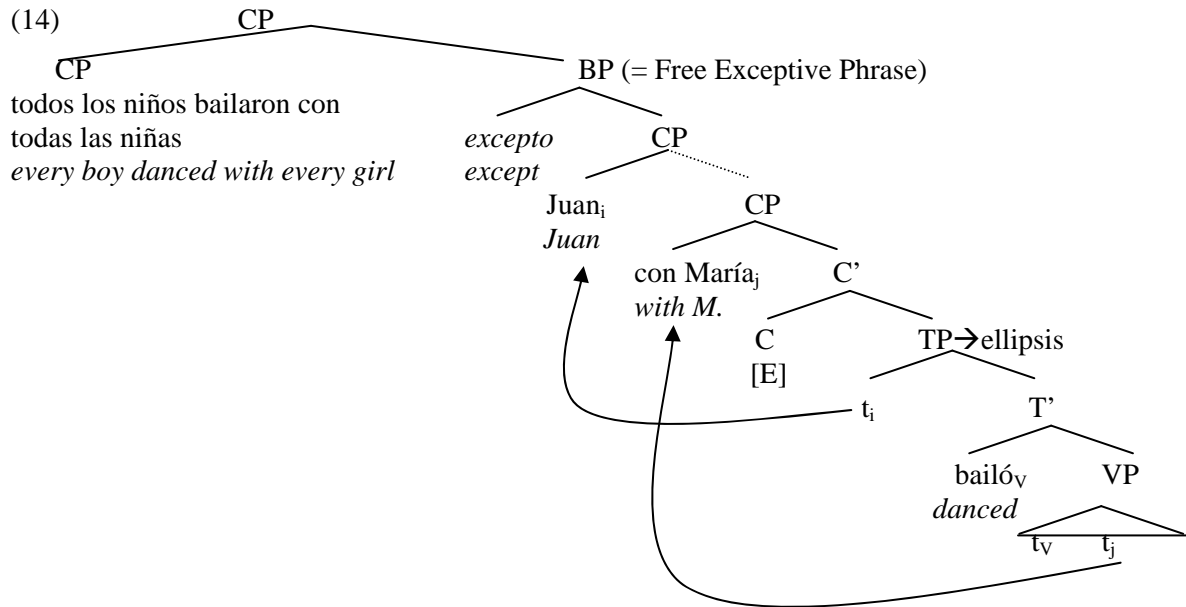 (14) CP
CP BP (= Free Exceptive Phrase)
todos los niños bailaron con
todas las niñas excepto CP
every boy danced with every girl except
Juanᵢ CP
Juan
con Maríaⱼ C’
with M.
C TP→ellipsis
[E]
tᵢ T’
bailóᵥ VP
danced
tᵥ tⱼ